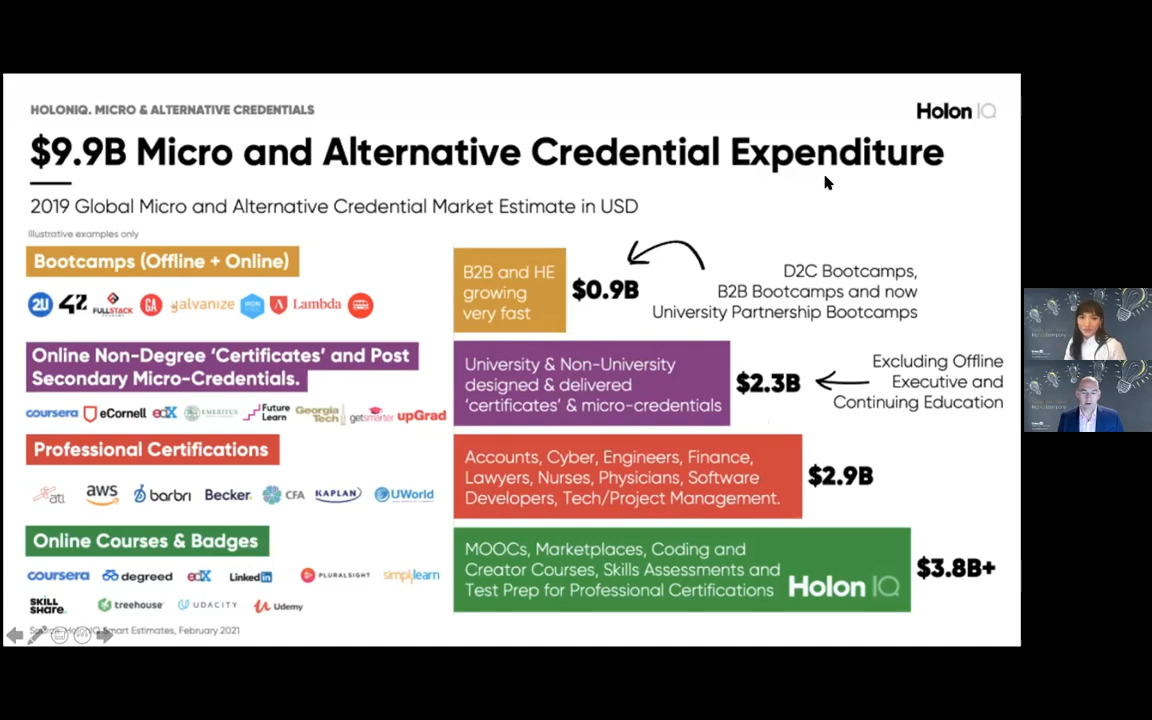 HOLONIQ. MICRO & ALTERNATIVE CREDENTIALS
Holon IQ
$9.9B Micro and Alternative Credential Expenditure
2019 Global Micro and Alternative Credential Market Estimate in USD
Illustrative examples only
Bootcamps (Offline + Online)
2U 42 FULLSTACK GA galvanize Lambda
B2B and HE
growing
very fast
$0.9B
D2C Bootcamps,
B2B Bootcamps and now
University Partnership Bootcamps
Online Non-Degree 'Certificates' and Post
Secondary Micro-Credentials.
coursera eCornell edX EMERITUS Future Learn Georgia Tech getsmarter upGrad
University & Non-University
designed & delivered
'certificates' & micro-credentials
$2.3B
Excluding Offline
Executive and
Continuing Education
Professional Certifications
ati aws barbri Becker CFA KAPLAN UWorld
Accounts, Cyber, Engineers, Finance,
Lawyers, Nurses, Physicians, Software
Developers, Tech/Project Management.
$2.9B
Online Courses & Badges
coursera degreed edX LinkedIn PLURALSIGHT simplilearn
SKILL SHARE. treehouse UDACITY Udemy
MOOCs, Marketplaces, Coding and
Creator Courses, Skills Assessments and
Test Prep for Professional Certifications
Holon IQ
$3.8B+
Smart Estimates, February 2021